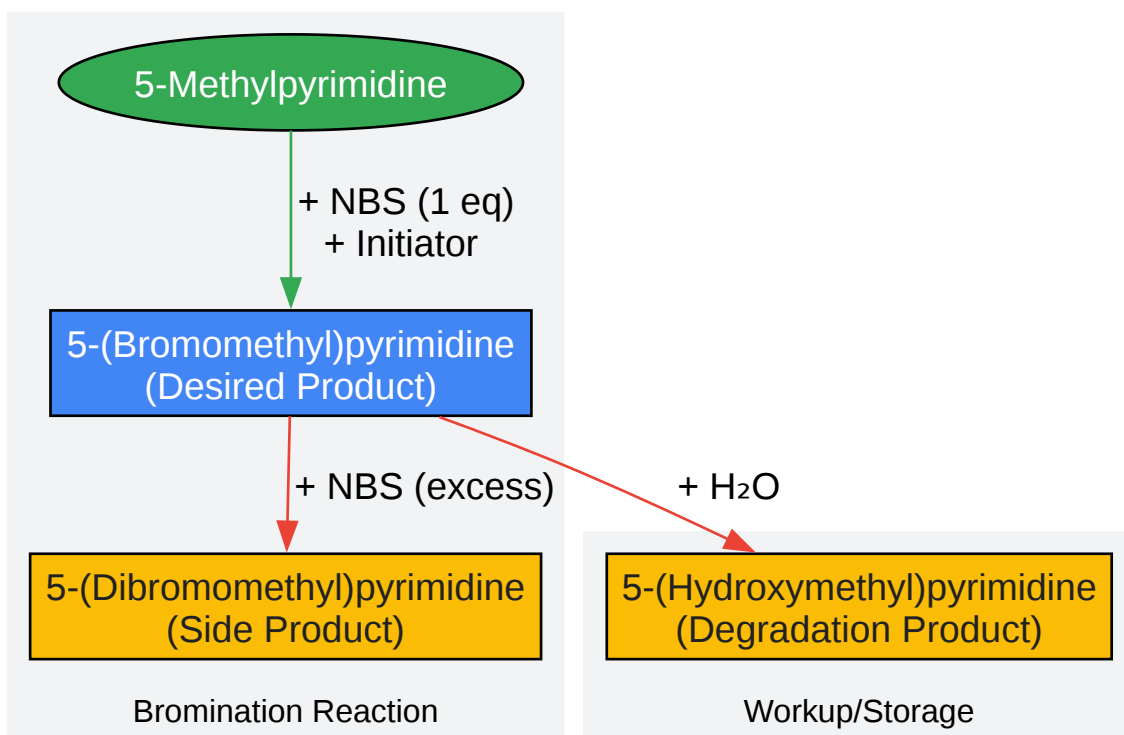 5-Methylpyrimidine
+ NBS (1 eq)
+ Initiator
5-(Bromomethyl)pyrimidine
(Desired Product)
+ NBS (excess)
+ H₂O
5-(Dibromomethyl)pyrimidine
(Side Product)
5-(Hydroxymethyl)pyrimidine
(Degradation Product)
Bromination Reaction
Workup/Storage